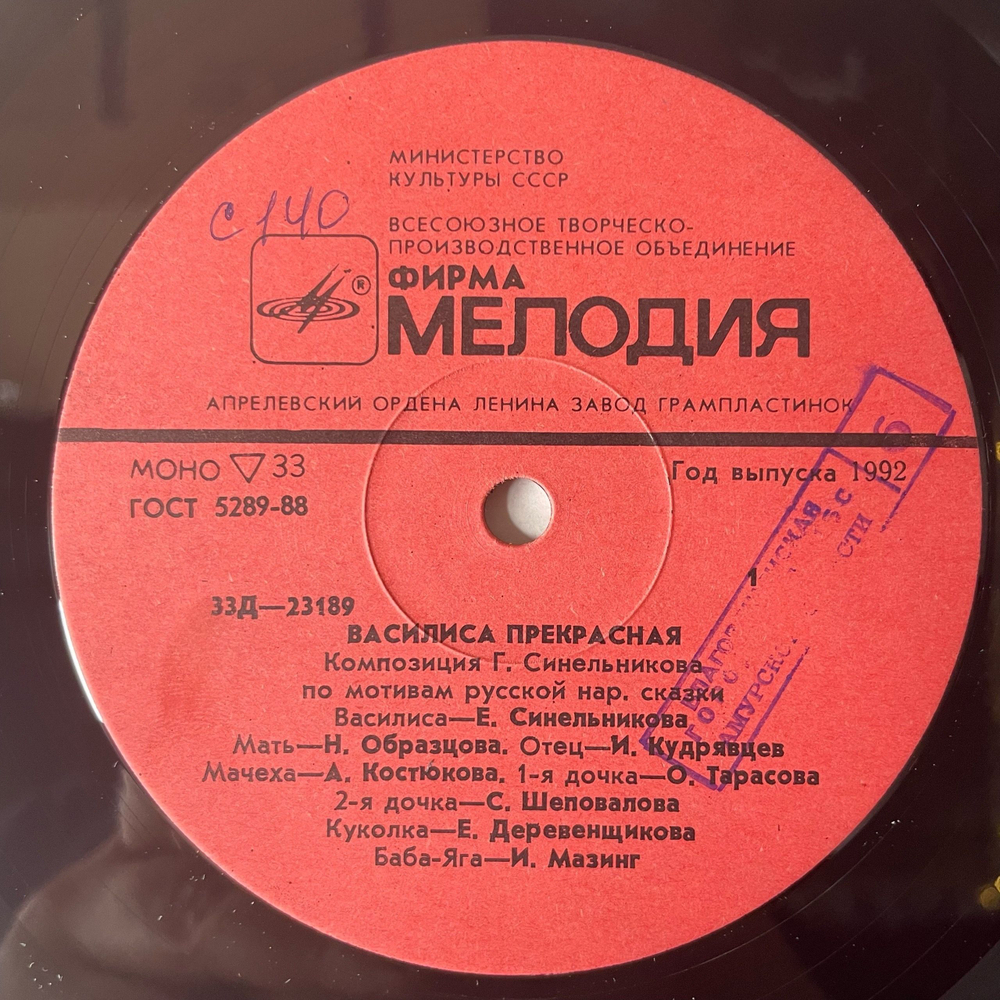 МИНИСТЕРСТВО
КУЛЬТУРЫ СССР
С 140
ВСЕСОЮЗНОЕ ТВОРЧЕСКО-
ПРОИЗВОДСТВЕННОЕ ОБЪЕДИНЕНИЕ
®
ФИРМА
МЕЛОДИЯ
АПРЕЛЕВСКИЙ ОРДЕНА ЛЕНИНА ЗАВОД ГРАМПЛАСТИНОК
МОНО ▽ 33
Год выпуска 1992
ГОСТ 5289-88
1
33Д—23189
ВАСИЛИСА ПРЕКРАСНАЯ
Композиция Г. Синельникова
по мотивам русской нар. сказки
Василиса—Е. Синельникова
Мать—Н. Образцова. Отец—И. Кудрявцев
Мачеха—А. Костюкова. 1-я дочка—О. Тарасова
2-я дочка—С. Шеповалова
Куколка—Е. Деревенщикова
Баба-Яга—И. Мазинг